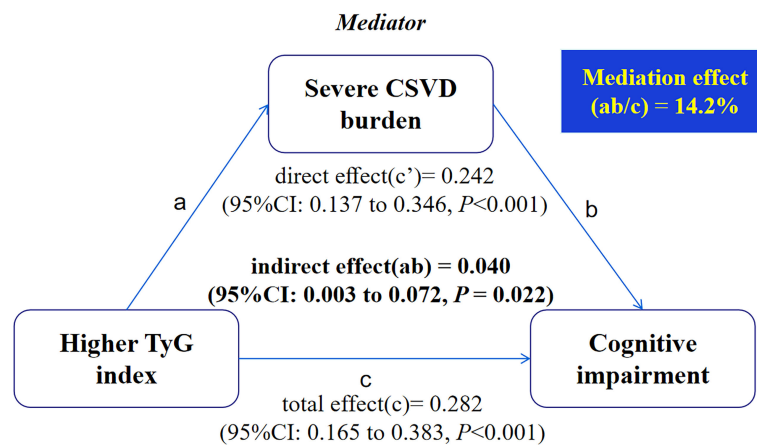 Mediator
Severe CSVD
burden
Mediation effect
(ab/c) = 14.2%
direct effect(c’)= 0.242
(95%CI: 0.137 to 0.346, P<0.001)
a
b
indirect effect(ab) = 0.040
(95%CI: 0.003 to 0.072, P = 0.022)
Higher TyG
index
Cognitive
impairment
c
total effect(c) = 0.282
(95%CI: 0.165 to 0.383, P<0.001)